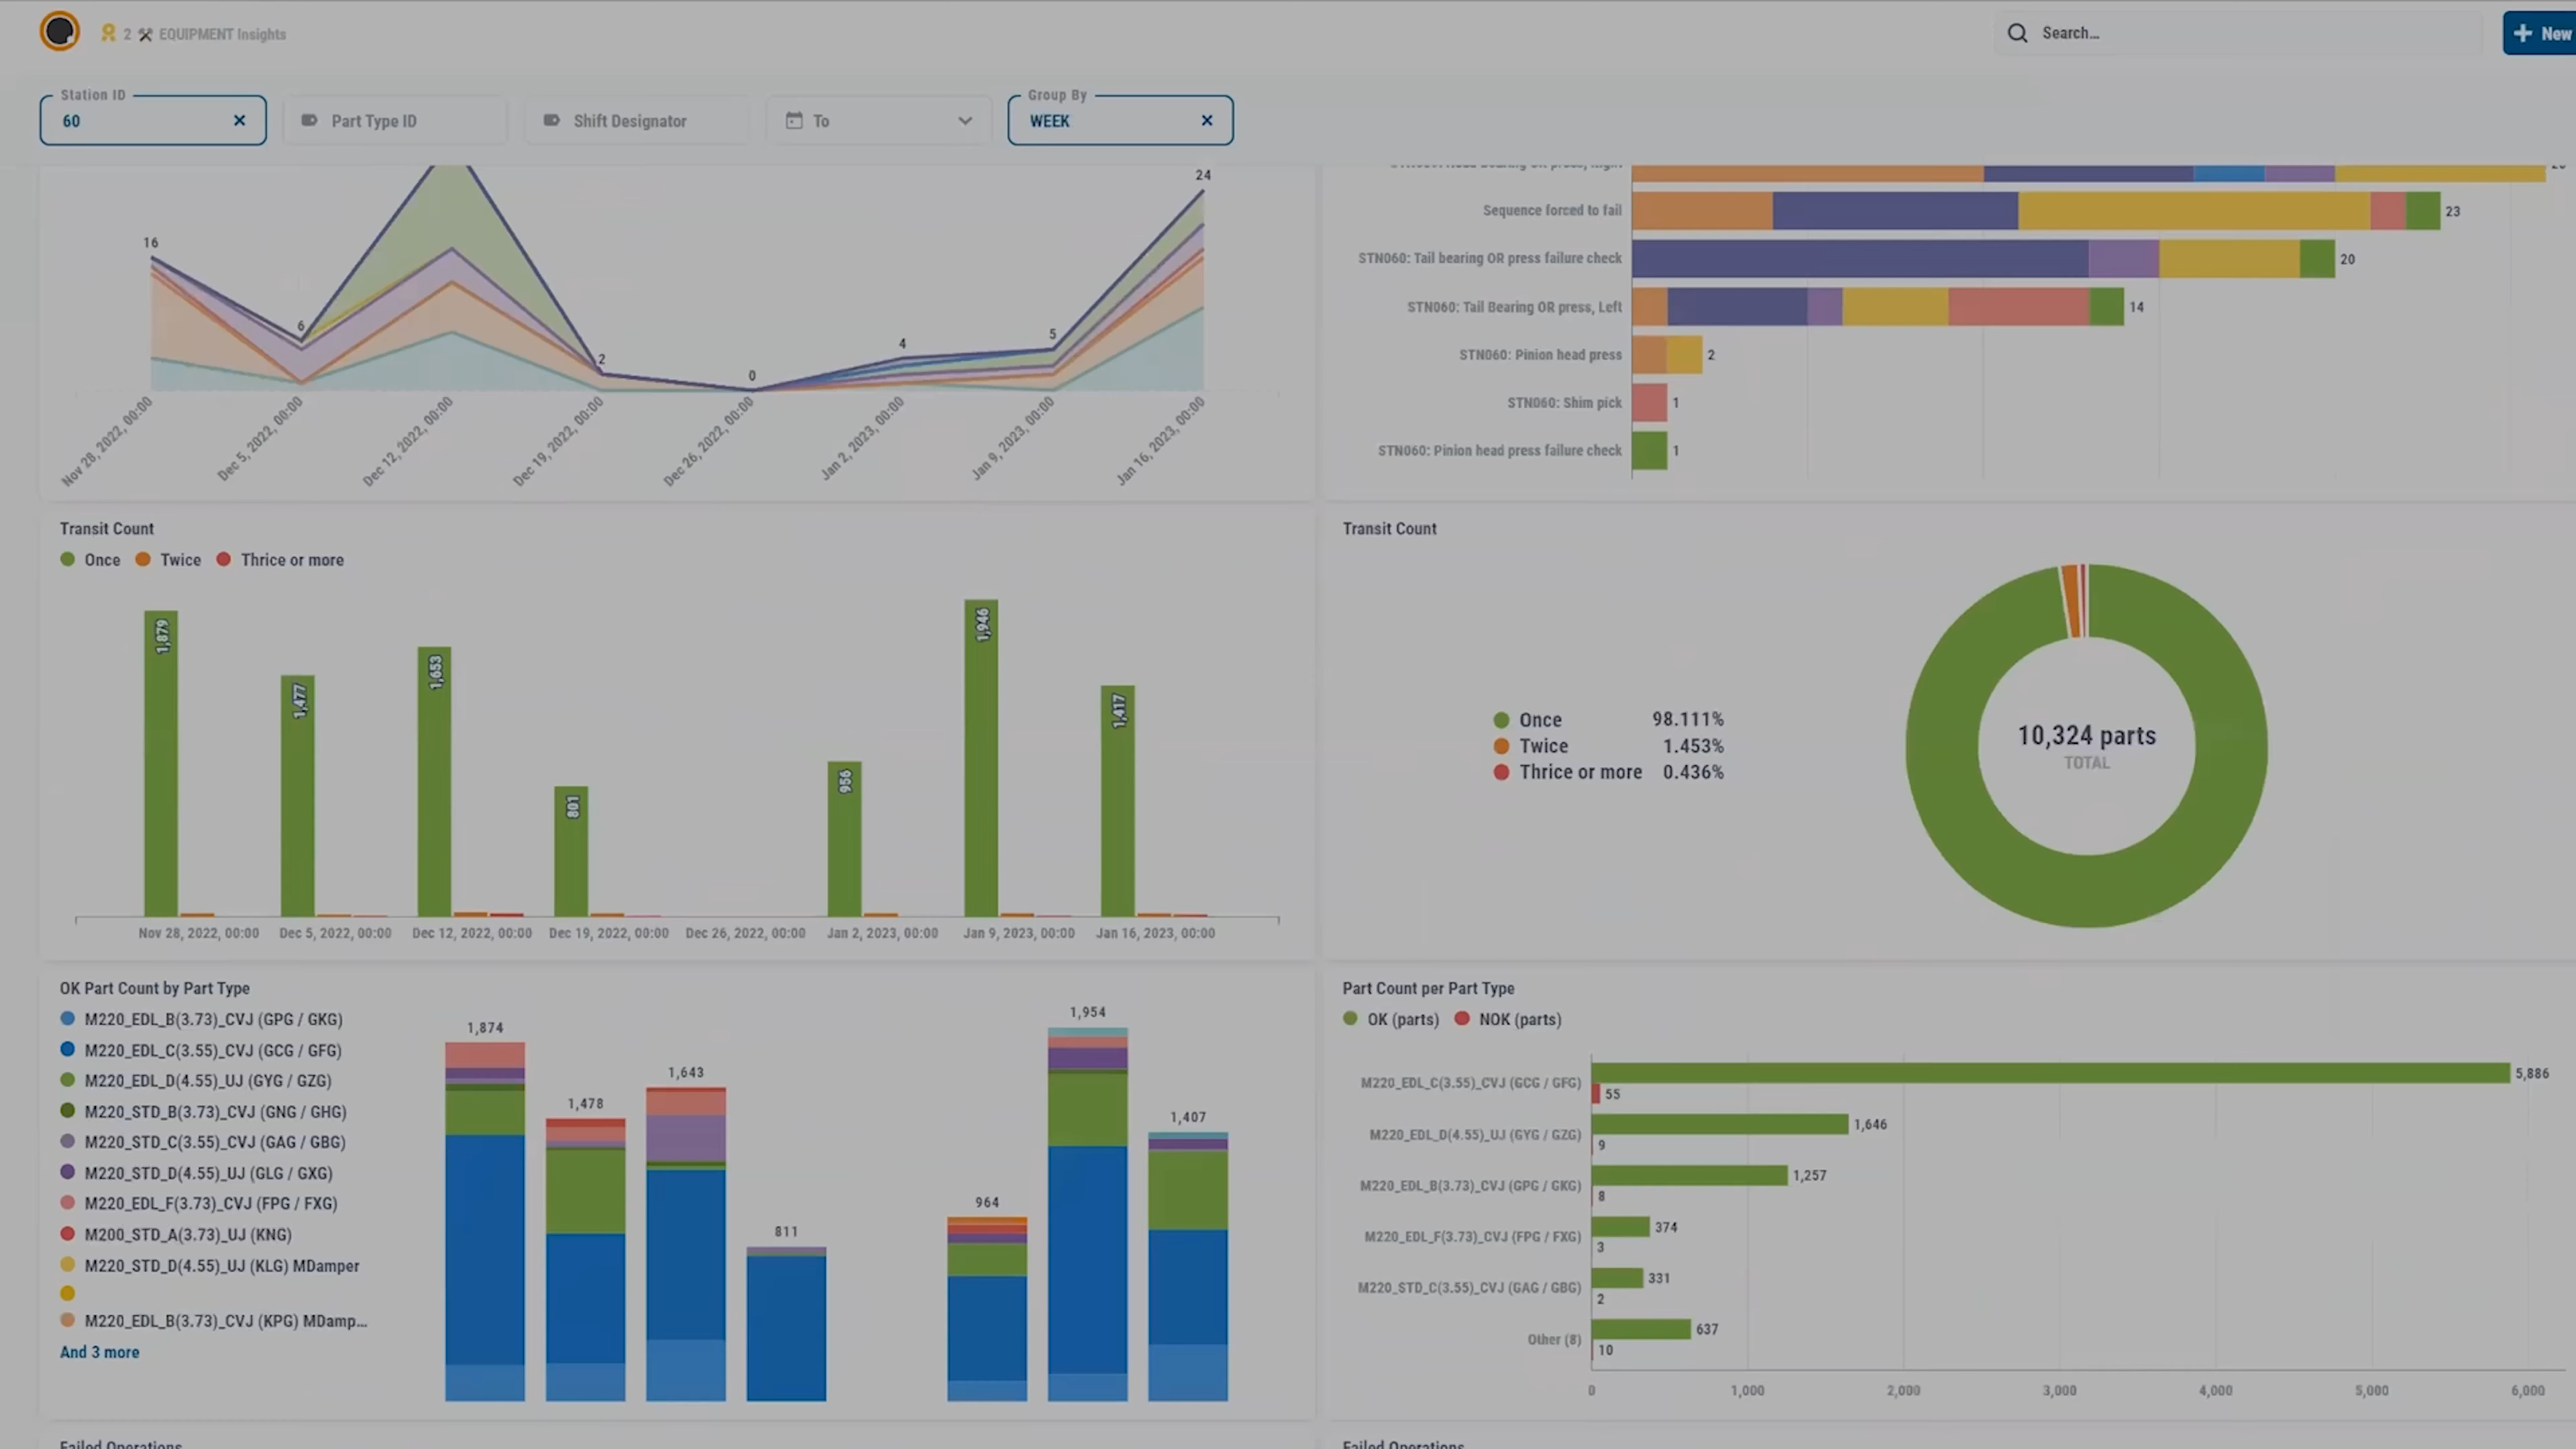 2 EQUIPMENT Insights
Search...
New
Station ID
60
Part Type ID
Shift Designator
To
Group By
WEEK
16
6
2
0
4
5
24
Nov 28, 2022, 00:00
Dec 5, 2022, 00:00
Dec 12, 2022, 00:00
Dec 19, 2022, 00:00
Dec 26, 2022, 00:00
Jan 2, 2023, 00:00
Jan 9, 2023, 00:00
Jan 16, 2023, 00:00
Sequence forced to fail 23
STN060: Tail bearing OR press failure check 20
STN060: Tail Bearing OR press, Left 14
STN060: Pinion head press 2
STN060: Shim pick 1
STN060: Pinion head press failure check 1
Transit Count
Once Twice Thrice or more
1,879
1,477
1,653
801
956
1,946
1,417
Nov 28, 2022, 00:00
Dec 5, 2022, 00:00
Dec 12, 2022, 00:00
Dec 19, 2022, 00:00
Dec 26, 2022, 00:00
Jan 2, 2023, 00:00
Jan 9, 2023, 00:00
Jan 16, 2023, 00:00
Transit Count
Once 98.111%
Twice 1.453%
Thrice or more 0.436%
10,324 parts
TOTAL
OK Part Count by Part Type
M220_EDL_B(3.73)_CVJ (GPG / GKG)
M220_EDL_C(3.55)_CVJ (GCG / GFG)
M220_EDL_D(4.55)_UJ (GYG / GZG)
M220_STD_B(3.73)_CVJ (GNG / GHG)
M220_STD_C(3.55)_CVJ (GAG / GBG)
M220_STD_D(4.55)_UJ (GLG / GXG)
M220_EDL_F(3.73)_CVJ (FPG / FXG)
M200_STD_A(3.73)_UJ (KNG)
M220_STD_D(4.55)_UJ (KLG) MDamper
M220_EDL_B(3.73)_CVJ (KPG) MDamp...
And 3 more
1,874
1,478
1,643
811
964
1,954
1,407
Part Count per Part Type
OK (parts) NOK (parts)
M220_EDL_C(3.55)_CVJ (GCG / GFG) 5,886
55
M220_EDL_D(4.55)_UJ (GYG / GZG) 1,646
9
M220_EDL_B(3.73)_CVJ (GPG / GKG) 1,257
8
M220_EDL_F(3.73)_CVJ (FPG / FXG) 374
3
M220_STD_C(3.55)_CVJ (GAG / GBG) 331
2
Other (8) 637
10
0 1,000 2,000 3,000 4,000 5,000 6,000
Failed Operations
Failed Operations